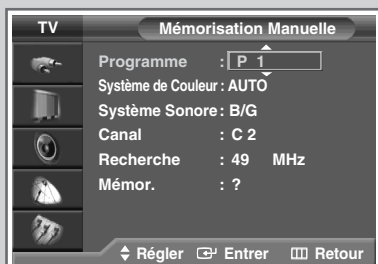 TV
Mémorisation Manuelle
Programme : P 1
Système de Couleur : AUTO
Système Sonore : B/G
Canal : C 2
Recherche : 49 MHz
Mémor. : ?
Régler Entrer Retour